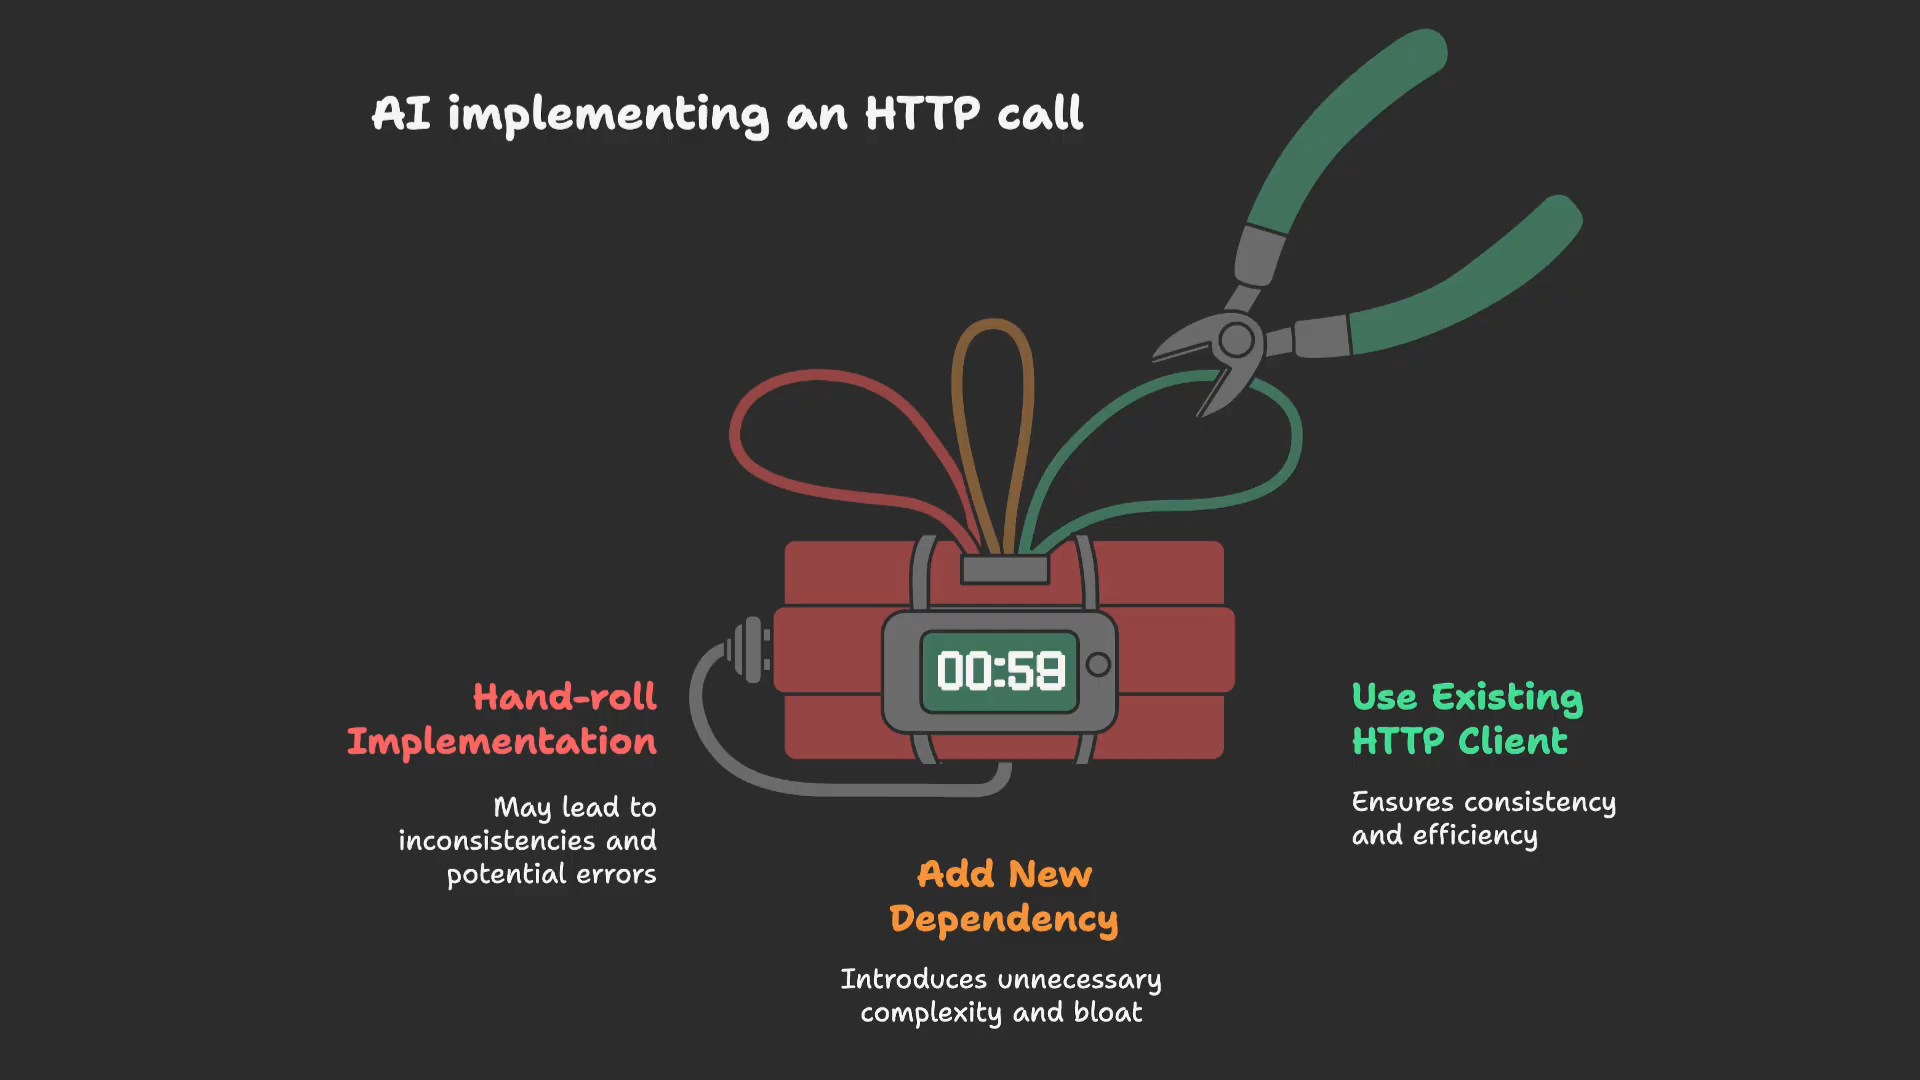 AI implementing an HTTP call
00:59
Hand-roll
Implementation
May lead to
inconsistencies and
potential errors
Add New
Dependency
Introduces unnecessary
complexity and bloat
Use Existing
HTTP Client
Ensures consistency
and efficiency